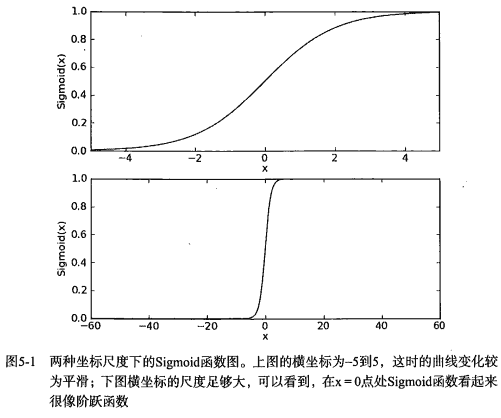 1.0
0.8
0.6
0.4
0.2
0.0
Sigmoid(x)
−4 −2 0 2 4
x
1.0
0.8
0.6
0.4
0.2
0.0
Sigmoid(x)
−60 −40 −20 0 20 40 60
x
图5-1 两种坐标尺度下的Sigmoid函数图。上图的横坐标为−5到5，这时的曲线变化较
为平滑；下图横坐标的尺度足够大，可以看到，在x = 0点处Sigmoid函数看起来
很像阶跃函数